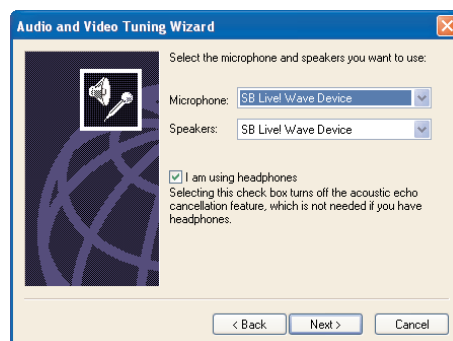 Audio and Video Tuning Wizard
Select the microphone and speakers you want to use:
Microphone: SB Live! Wave Device
Speakers: SB Live! Wave Device
I am using headphones
Selecting this check box turns off the acoustic echo
cancellation feature, which is not needed if you have
headphones.
< Back Next > Cancel